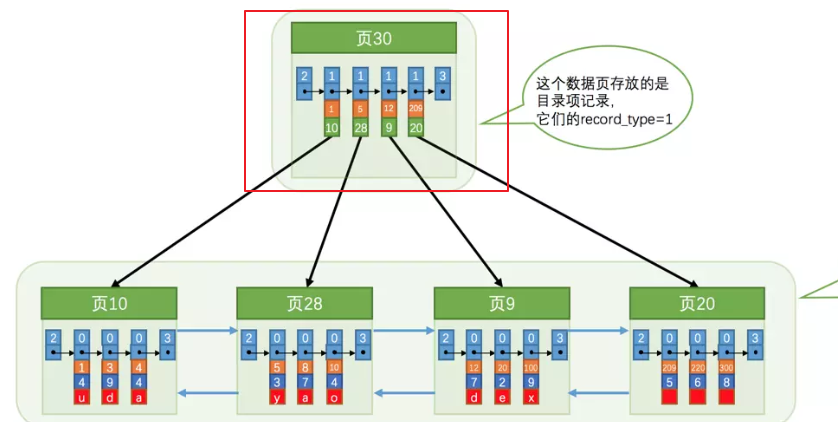 页30
2 1 1 1 1 3
1 5 12 209
10 28 9 20
这个数据页存放的是
目录项记录,
它们的record_type=1
页10
2 0 0 0 3
1 3 4
4 9 4
u d a
页28
2 0 0 0 3
5 8 10
3 7 4
y a o
页9
2 0 0 0 3
12 20 100
7 2 9
d e x
页20
2 0 0 0 3
209 220 300
5 6 8